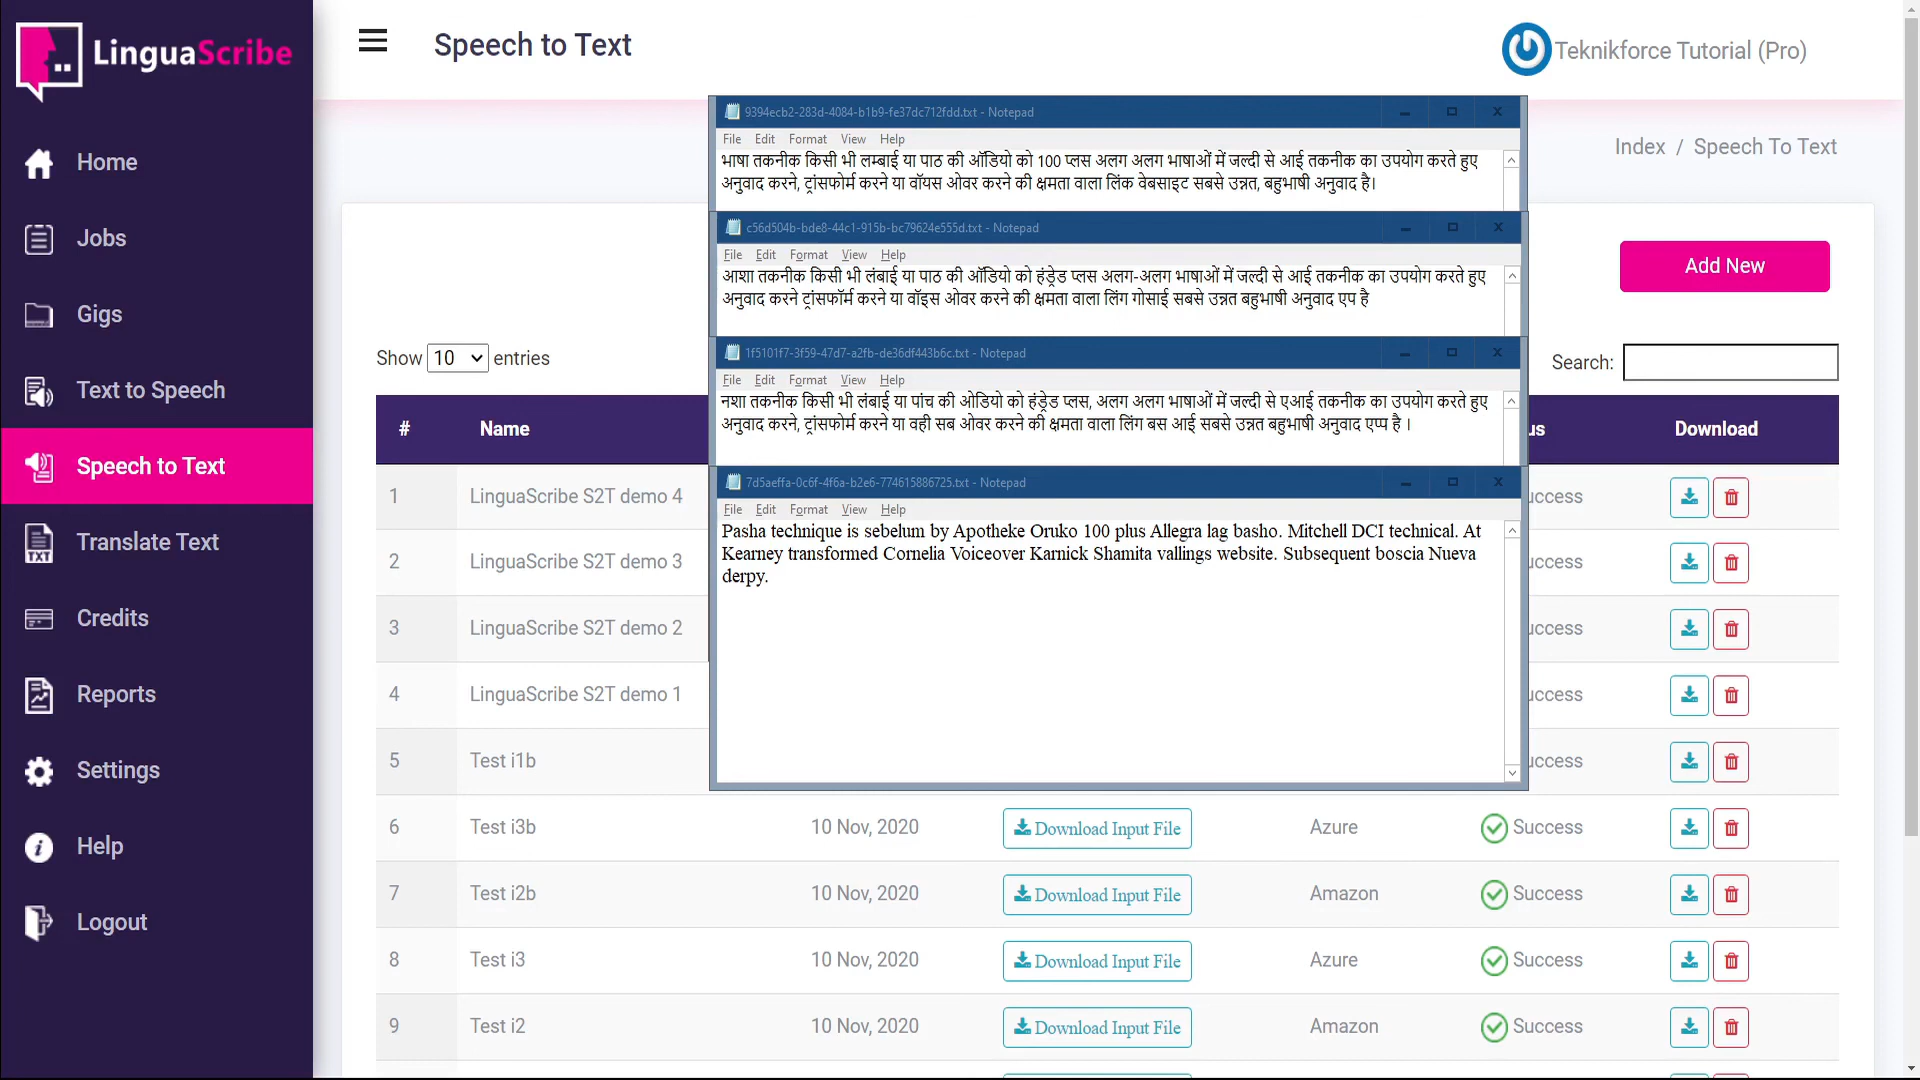 LinguaScribe
Speech to Text
Teknikforce Tutorial (Pro)
Home
Jobs
Gigs
Text to Speech
Speech to Text
Translate Text
Credits
Reports
Settings
Help
Logout
Index / Speech To Text
Add New
Show 10 entries
Search:
# Name us Download
9394ecb2-283d-4084-b1b9-fe37dc712fdd.txt - Notepad
File Edit Format View Help
भाषा तकनीक किसी भी लम्बाई या पाठ की ऑडियो को 100 प्लस अलग अलग भाषाओं में जल्दी से आई तकनीक का उपयोग करते हुए
अनुवाद करने, ट्रांसफोर्म करने या वॉयस ओवर करने की क्षमता वाला लिंक वेबसाइट सबसे उन्नत, बहुभाषी अनुवाद है।
c56d504b-bde8-44c1-915b-bc79624e555d.txt - Notepad
File Edit Format View Help
आशा तकनीक किसी भी लंबाई या पाठ की ऑडियो को हंड्रेड प्लस अलग-अलग भाषाओं में जल्दी से आई तकनीक का उपयोग करते हुए
अनुवाद करने ट्रांसफॉर्म करने या वॉइस ओवर करने की क्षमता वाला लिंग गोसाई सबसे उन्नत बहुभाषी अनुवाद एप है
1f5101f7-3f59-47d7-a2fb-de36df443b6c.txt - Notepad
File Edit Format View Help
नशा तकनीक किसी भी लंबाई या पांच की ओडियो को हंड्रेड प्लस, अलग अलग भाषाओं में जल्दी से एआई तकनीक का उपयोग करते हुए
अनुवाद करने, ट्रांसफोर्म करने या वही सब ओवर करने की क्षमता वाला लिंग बस आई सबसे उन्नत बहुभाषी अनुवाद एप्प है ।
7d5aeffa-0c6f-4f6a-b2e6-774615886725.txt - Notepad
File Edit Format View Help
Pasha technique is sebelum by Apotheke Oruko 100 plus Allegra lag basho. Mitchell DCI technical. At
Kearney transformed Cornelia Voiceover Karnick Shamita vallings website. Subsequent boscia Nueva
derpy.
1 LinguaScribe S2T demo 4 uccess
2 LinguaScribe S2T demo 3 uccess
3 LinguaScribe S2T demo 2 uccess
4 LinguaScribe S2T demo 1 uccess
5 Test i1b uccess
6 Test i3b 10 Nov, 2020 Download Input File Azure Success
7 Test i2b 10 Nov, 2020 Download Input File Amazon Success
8 Test i3 10 Nov, 2020 Download Input File Azure Success
9 Test i2 10 Nov, 2020 Download Input File Amazon Success